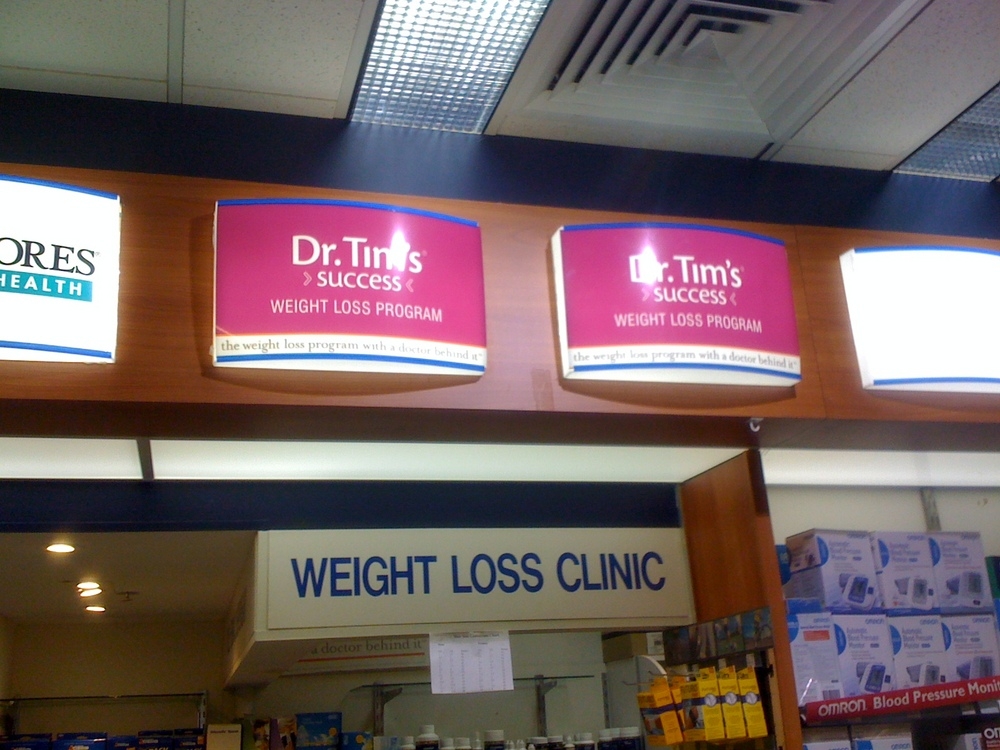 ORES
HEALTH
Dr.Tim's
success
WEIGHT LOSS PROGRAM
the weight loss program with a doctor behind it
Dr.Tim's
success
WEIGHT LOSS PROGRAM
the weight loss program with a doctor behind it
WEIGHT LOSS CLINIC
a doctor behind it
OMRON Blood Pressure Moni